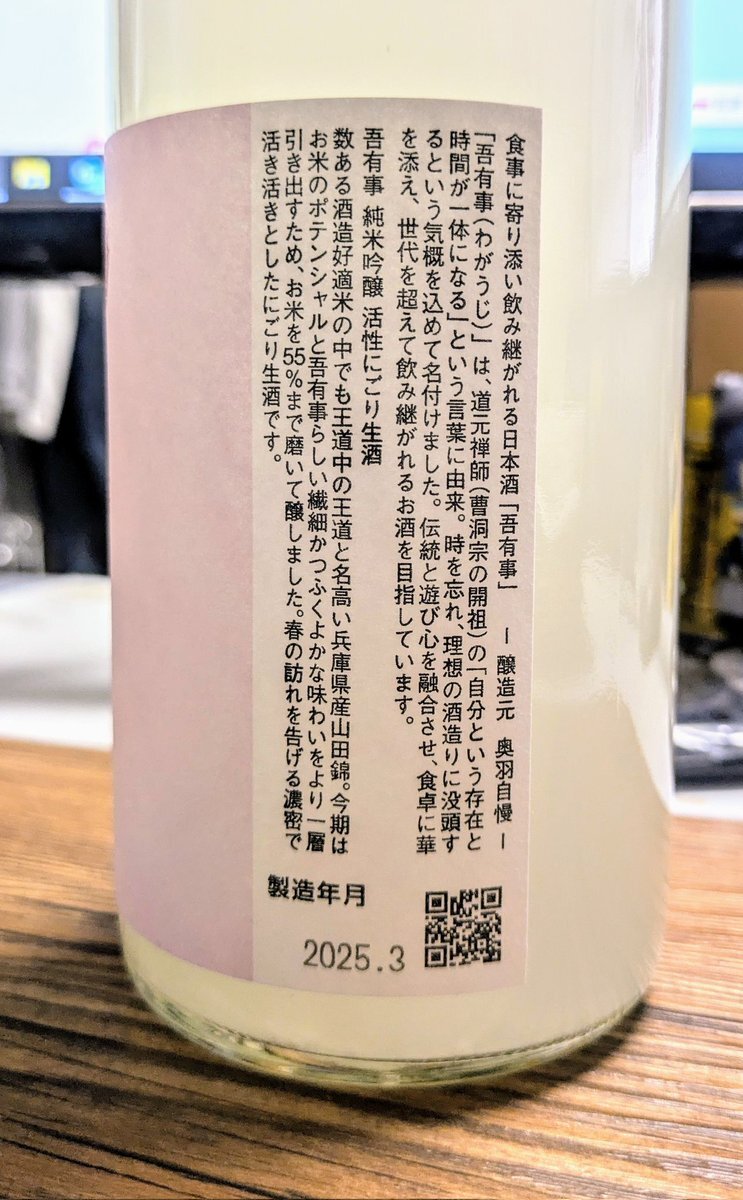 食事に寄り添い飲み継がれる日本酒「吾有事」　ー 醸造元　奥羽自慢 ー
「吾有事(わがうじ)」は、道元禅師(曹洞宗の開祖)の「自分という存在と
時間が一体になる」という言葉に由来。時を忘れ、理想の酒造りに没頭す
るという気概を込めて名付けました。伝統と遊び心を融合させ、食卓に華
を添え、世代を超えて飲み継がれるお酒を目指しています。
吾有事 純米吟醸 活性にごり生酒
数ある酒造好適米の中でも王道中の王道と名高い兵庫県産山田錦。今期は
お米のポテンシャルと吾有事らしい繊細かつふくよかな味わいをより一層
引き出すため、お米を55%まで磨いて醸しました。春の訪れを告げる濃密で
活き活きとしたにごり生酒です。
製造年月
2025.3